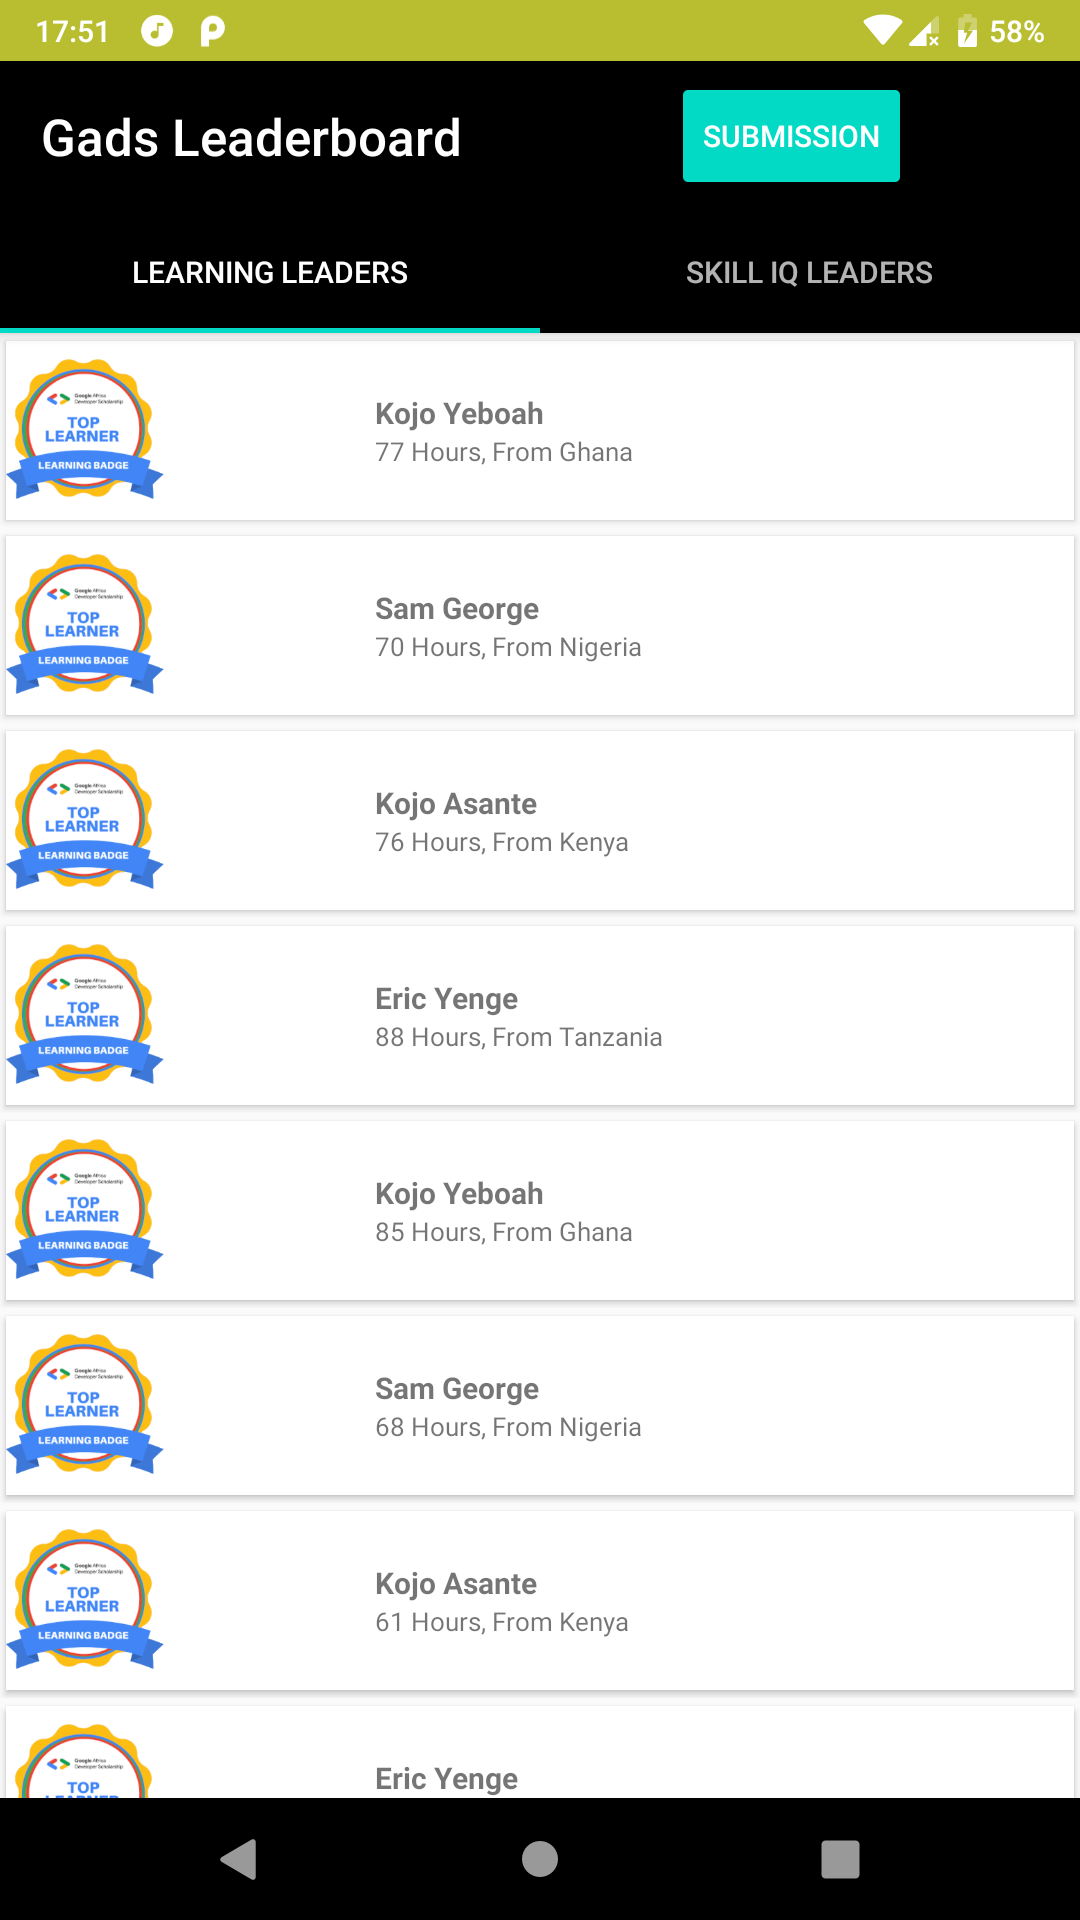 17:51
58%
Gads Leaderboard
SUBMISSION
LEARNING LEADERS
SKILL IQ LEADERS
Google Africa
Developer Scholarship
TOP
LEARNER
LEARNING BADGE
Kojo Yeboah
77 Hours, From Ghana
Google Africa
Developer Scholarship
TOP
LEARNER
LEARNING BADGE
Sam George
70 Hours, From Nigeria
Google Africa
Developer Scholarship
TOP
LEARNER
LEARNING BADGE
Kojo Asante
76 Hours, From Kenya
Google Africa
Developer Scholarship
TOP
LEARNER
LEARNING BADGE
Eric Yenge
88 Hours, From Tanzania
Google Africa
Developer Scholarship
TOP
LEARNER
LEARNING BADGE
Kojo Yeboah
85 Hours, From Ghana
Google Africa
Developer Scholarship
TOP
LEARNER
LEARNING BADGE
Sam George
68 Hours, From Nigeria
Google Africa
Developer Scholarship
TOP
LEARNER
LEARNING BADGE
Kojo Asante
61 Hours, From Kenya
Google Africa
Developer Scholarship
TOP
Eric Yenge